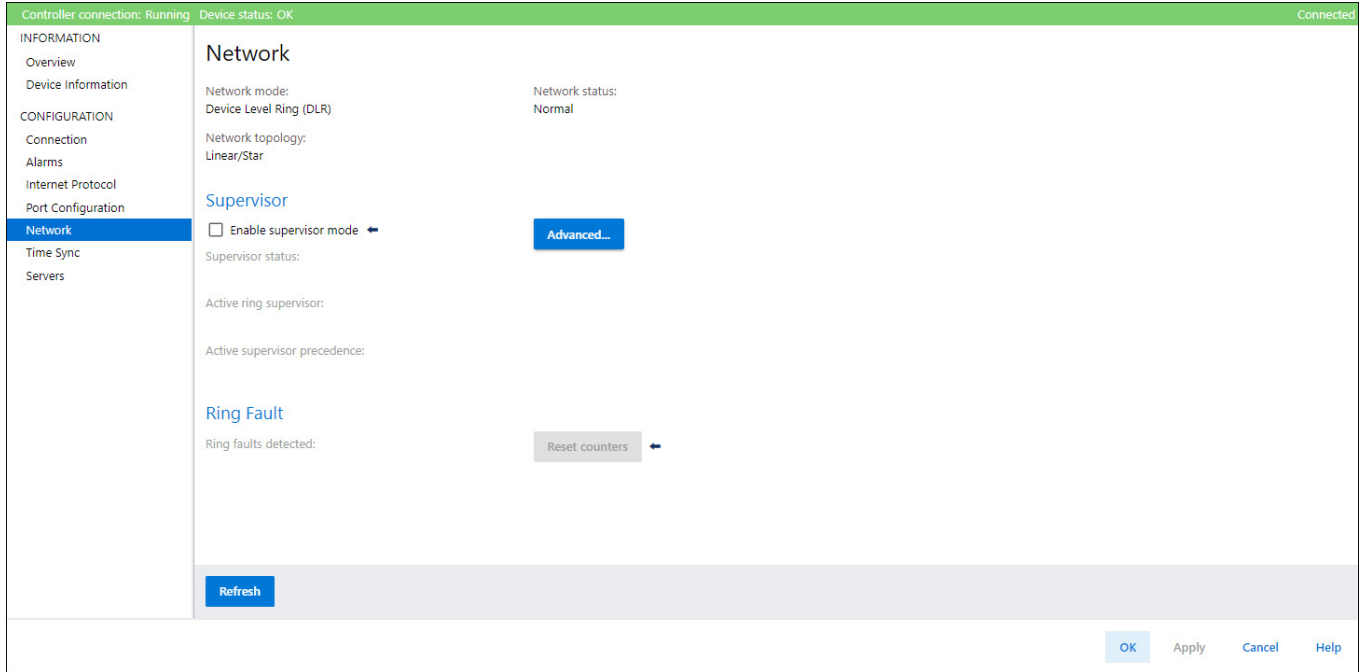 Controller connection: Running Device status: OK Connected
INFORMATION
Overview
Device Information
CONFIGURATION
Connection
Alarms
Internet Protocol
Port Configuration
Network
Time Sync
Servers
Network
Network mode:
Device Level Ring (DLR)
Network status:
Normal
Network topology:
Linear/Star
Supervisor
Enable supervisor mode
Advanced...
Supervisor status:
Active ring supervisor:
Active supervisor precedence:
Ring Fault
Ring faults detected:
Reset counters
Refresh
OK Apply Cancel Help